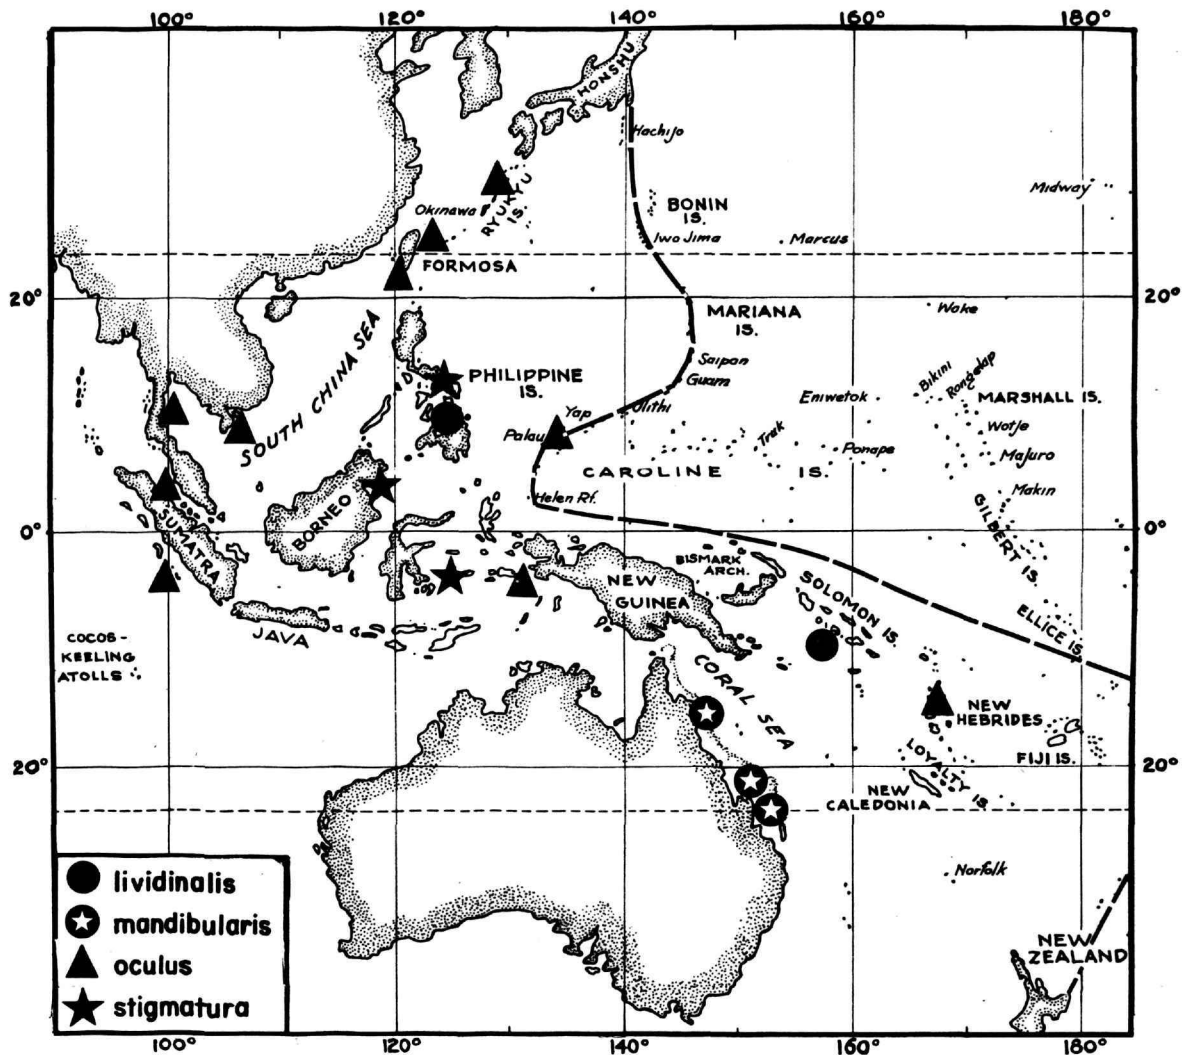 100° 120° 140° 160° 180°
HONSHU
Hachijo
Midway
RYUKYU
IS.
BONIN
IS.
Okinawa
Iwo Jima
Marcus
FORMOSA
20°
20°
SOUTH CHINA SEA
MARIANA
IS.
Wake
Saipan
Guam
PHILIPPINE
IS.
Bikini
Rongelap
Eniwetok
MARSHALL IS.
Ulithi
Yap
Wotje
Palau
Truk
Ponape
Majuro
CAROLINE IS.
Makin
Helen Rf.
GILBERT IS.
BORNEO
SUMATRA
0°
0°
BISMARK
ARCH.
NEW
GUINEA
SOLOMON IS.
ELLICE IS.
JAVA
COCOS-
KEELING
ATOLLS
CORAL SEA
NEW
HEBRIDES
FIJI IS.
LOYALTY IS.
NEW
CALEDONIA
20°
20°
Norfolk
NEW
ZEALAND
lividinalis
mandibularis
oculus
stigmatura
100° 120° 140° 160° 180°